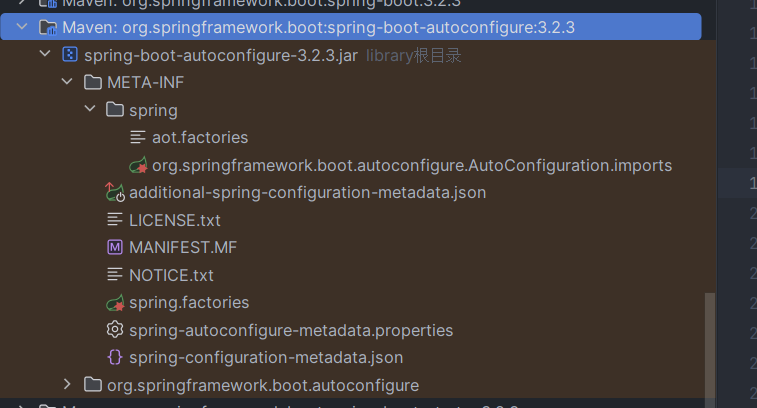 Maven: org.springframework.boot:spring-boot:3.2.3
Maven: org.springframework.boot:spring-boot-autoconfigure:3.2.3
spring-boot-autoconfigure-3.2.3.jar library根目录
META-INF
spring
aot.factories
org.springframework.boot.autoconfigure.AutoConfiguration.imports
additional-spring-configuration-metadata.json
LICENSE.txt
MANIFEST.MF
NOTICE.txt
spring.factories
spring-autoconfigure-metadata.properties
spring-configuration-metadata.json
org.springframework.boot.autoconfigure